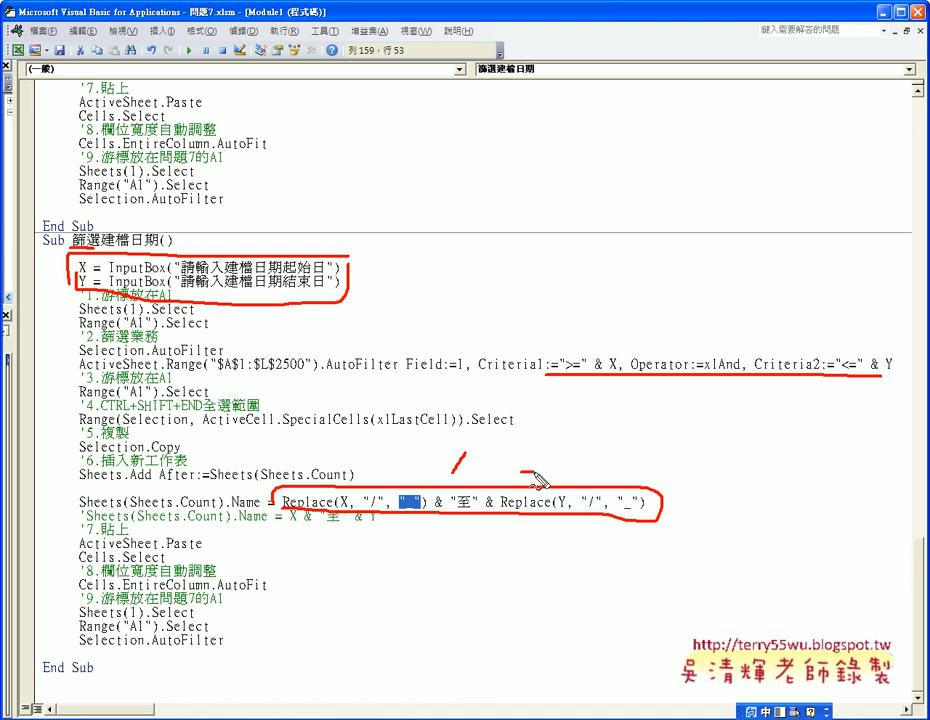 Microsoft Visual Basic for Applications - 問題7.xlsm - [Module1 (程式碼)]
檔案(F) 編輯(E) 檢視(V) 插入(I) 格式(O) 偵錯(D) 執行(R) 工具(T) 增益集(A) 視窗(W) 說明(H) 鍵入需要解答的問題
列 159, 行 53
(一般) 篩選建檔日期
'7.貼上
ActiveSheet.Paste
Cells.Select
'8.欄位寬度自動調整
Cells.EntireColumn.AutoFit
'9.游標放在問題7的A1
Sheets(1).Select
Range("A1").Select
Selection.AutoFilter
End Sub
Sub 篩選建檔日期()
X = InputBox("請輸入建檔日期起始日")
Y = InputBox("請輸入建檔日期結束日")
'1.游標放在A1
Sheets(1).Select
Range("A1").Select
'2.篩選業務
Selection.AutoFilter
ActiveSheet.Range("$A$1:$L$2500").AutoFilter Field:=1, Criteria1:=">=" & X, Operator:=xlAnd, Criteria2:="<=" & Y
'3.游標放在A1
Range("A1").Select
'4.CTRL+SHIFT+END全選範圍
Range(Selection, ActiveCell.SpecialCells(xlLastCell)).Select
'5.複製
Selection.Copy
'6.插入新工作表
Sheets.Add After:=Sheets(Sheets.Count)
Sheets(Sheets.Count).Name = Replace(X, "/", "_") & "至" & Replace(Y, "/", "_")
'Sheets(Sheets.Count).Name = X & "至" & Y
'7.貼上
ActiveSheet.Paste
Cells.Select
'8.欄位寬度自動調整
Cells.EntireColumn.AutoFit
'9.游標放在問題7的A1
Sheets(1).Select
Range("A1").Select
Selection.AutoFilter
End Sub
http://terry55wu.blogspot.tw
吳清輝老師錄製
中